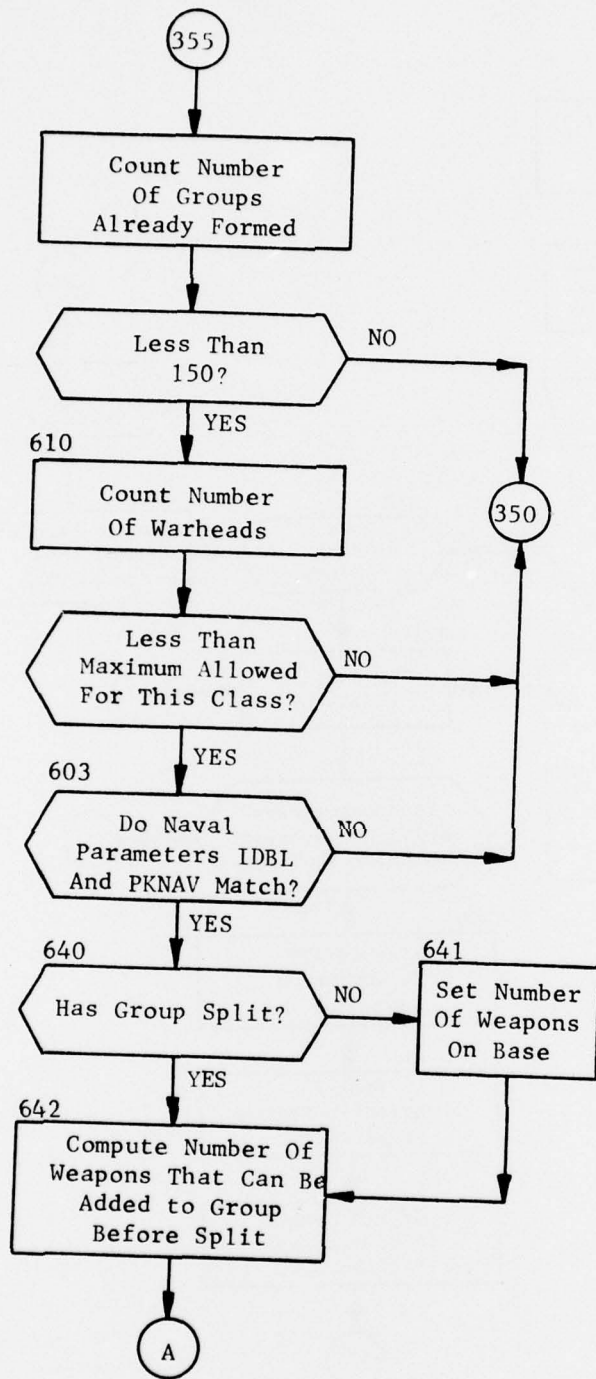 355
Count Number
Of Groups
Already Formed
Less Than
150?
NO
YES
610
Count Number
Of Warheads
350
Less Than
Maximum Allowed
For This Class?
NO
YES
603
Do Naval
Parameters IDBL
And PKNAV Match?
NO
YES
640
Has Group Split?
NO
641
Set Number
Of Weapons
On Base
YES
642
Compute Number Of
Weapons That Can Be
Added to Group
Before Split
A